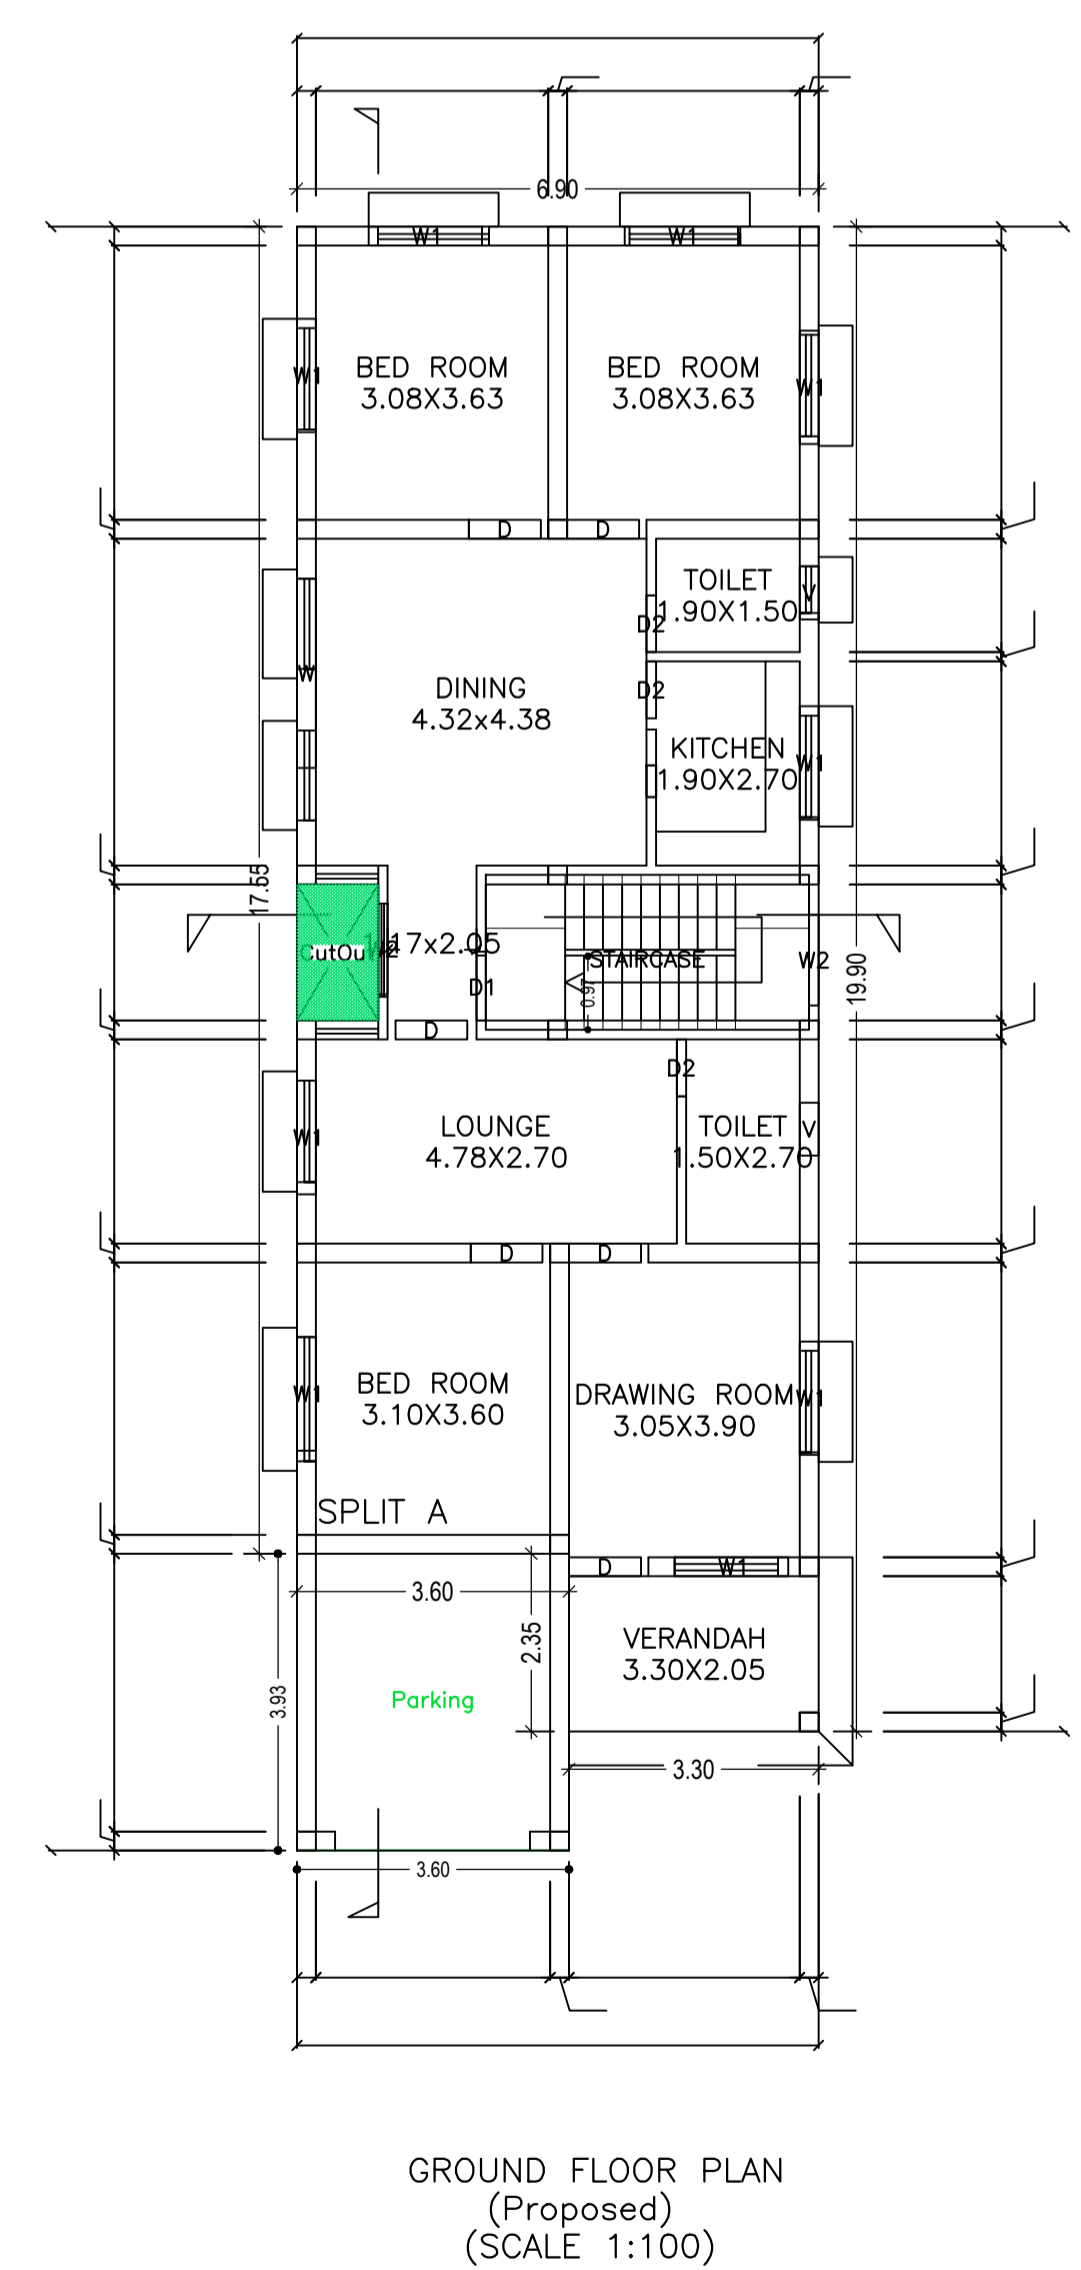 6.90
W1
W1
BED ROOM
3.08X3.63
BED ROOM
3.08X3.63
W1
W1
D
D
TOILET
1.90X1.50
V
D2
D2
DINING
4.32x4.38
W
KITCHEN
1.90X2.70
W1
17.55
CutOu
17x2.05
STAIRCASE
W2
19.90
D1
0.97
D
D2
LOUNGE
4.78X2.70
TOILET
1.50X2.70
V
W1
D
D
BED ROOM
3.10X3.60
W1
DRAWING ROOM
3.05X3.90
W1
SPLIT A
D
W1
3.60
2.35
VERANDAH
3.30X2.05
3.93
Parking
3.30
3.60
GROUND FLOOR PLAN
(Proposed)
(SCALE 1:100)